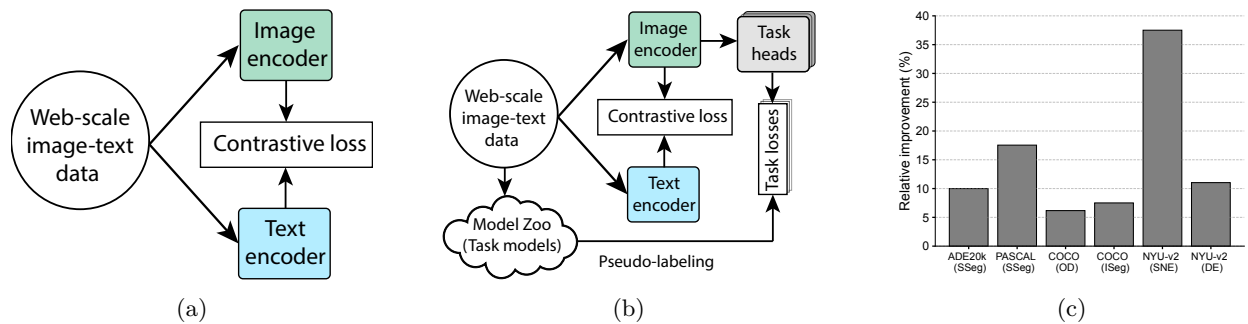 Web-scale
image-text
data
Image
encoder
Contrastive loss
Text
encoder
(a)
Web-scale
image-text
data
Image
encoder
Task
heads
Contrastive loss
Task losses
Text
encoder
Model Zoo
(Task models)
Pseudo-labeling
(b)
Relative improvement (%)
40
35
30
25
20
15
10
5
0
ADE20k
(SSeg)
PASCAL
(SSeg)
COCO
(OD)
COCO
(ISeg)
NYU-v2
(SNE)
NYU-v2
(DE)
(c)